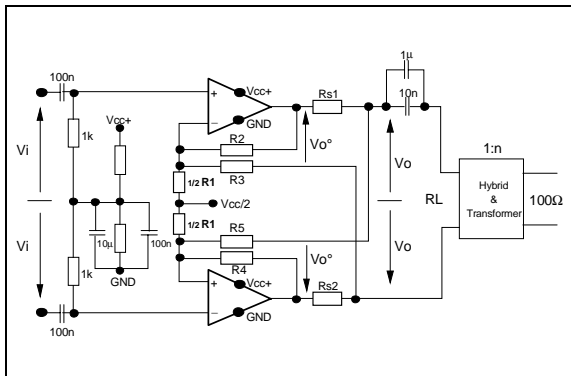 1µ
100n
Vcc+
Rs1
10n
+
−
Vcc+
GND
R2
Vo°
Vi
1k
R3
Vo
1:n
1/2 R1
Hybrid
&
Transformer
100Ω
RL
Vcc/2
1/2 R1
R5
Vi
10µ
100n
R4
Vo°
Vo
1k
GND
Vcc+
+
−
Rs2
GND
100n